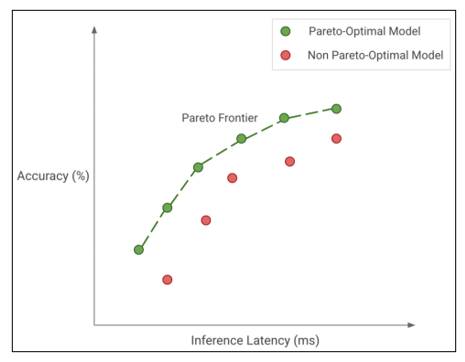 Pareto-Optimal Model
Non Pareto-Optimal Model
Pareto Frontier
Accuracy (%)
Inference Latency (ms)